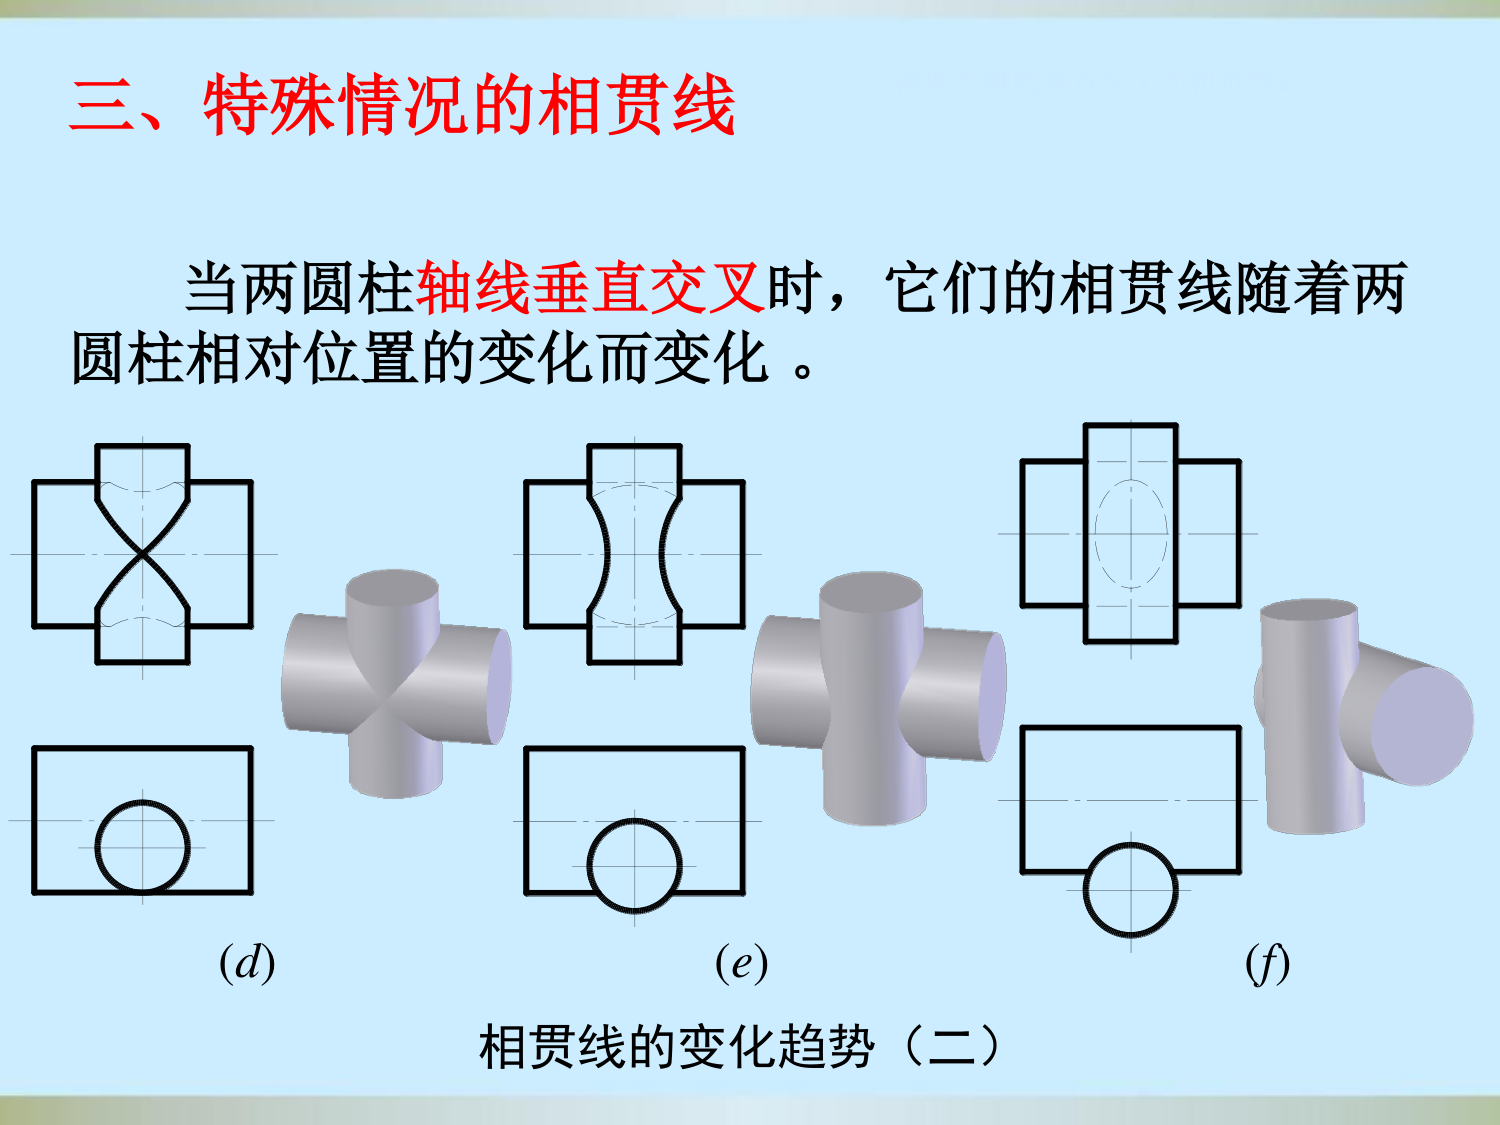 三、特殊情况的相贯线
当两圆柱轴线垂直交叉时，它们的相贯线随着两
圆柱相对位置的变化而变化 。
(d) (e) (f)
相贯线的变化趋势（二）